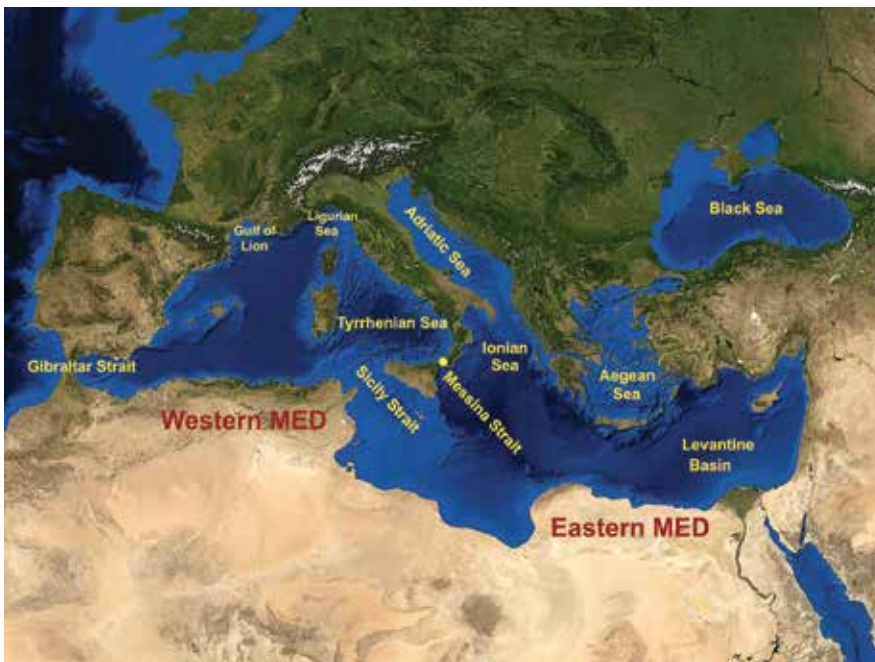 Black Sea
Adriatic Sea
Ligurian
Sea
Gulf of
Lion
Tyrrhenian Sea
Ionian
Sea
Gibraltar Strait
Aegean
Sea
Sicily Strait
Messina Strait
Western MED
Levantine
Basin
Eastern MED